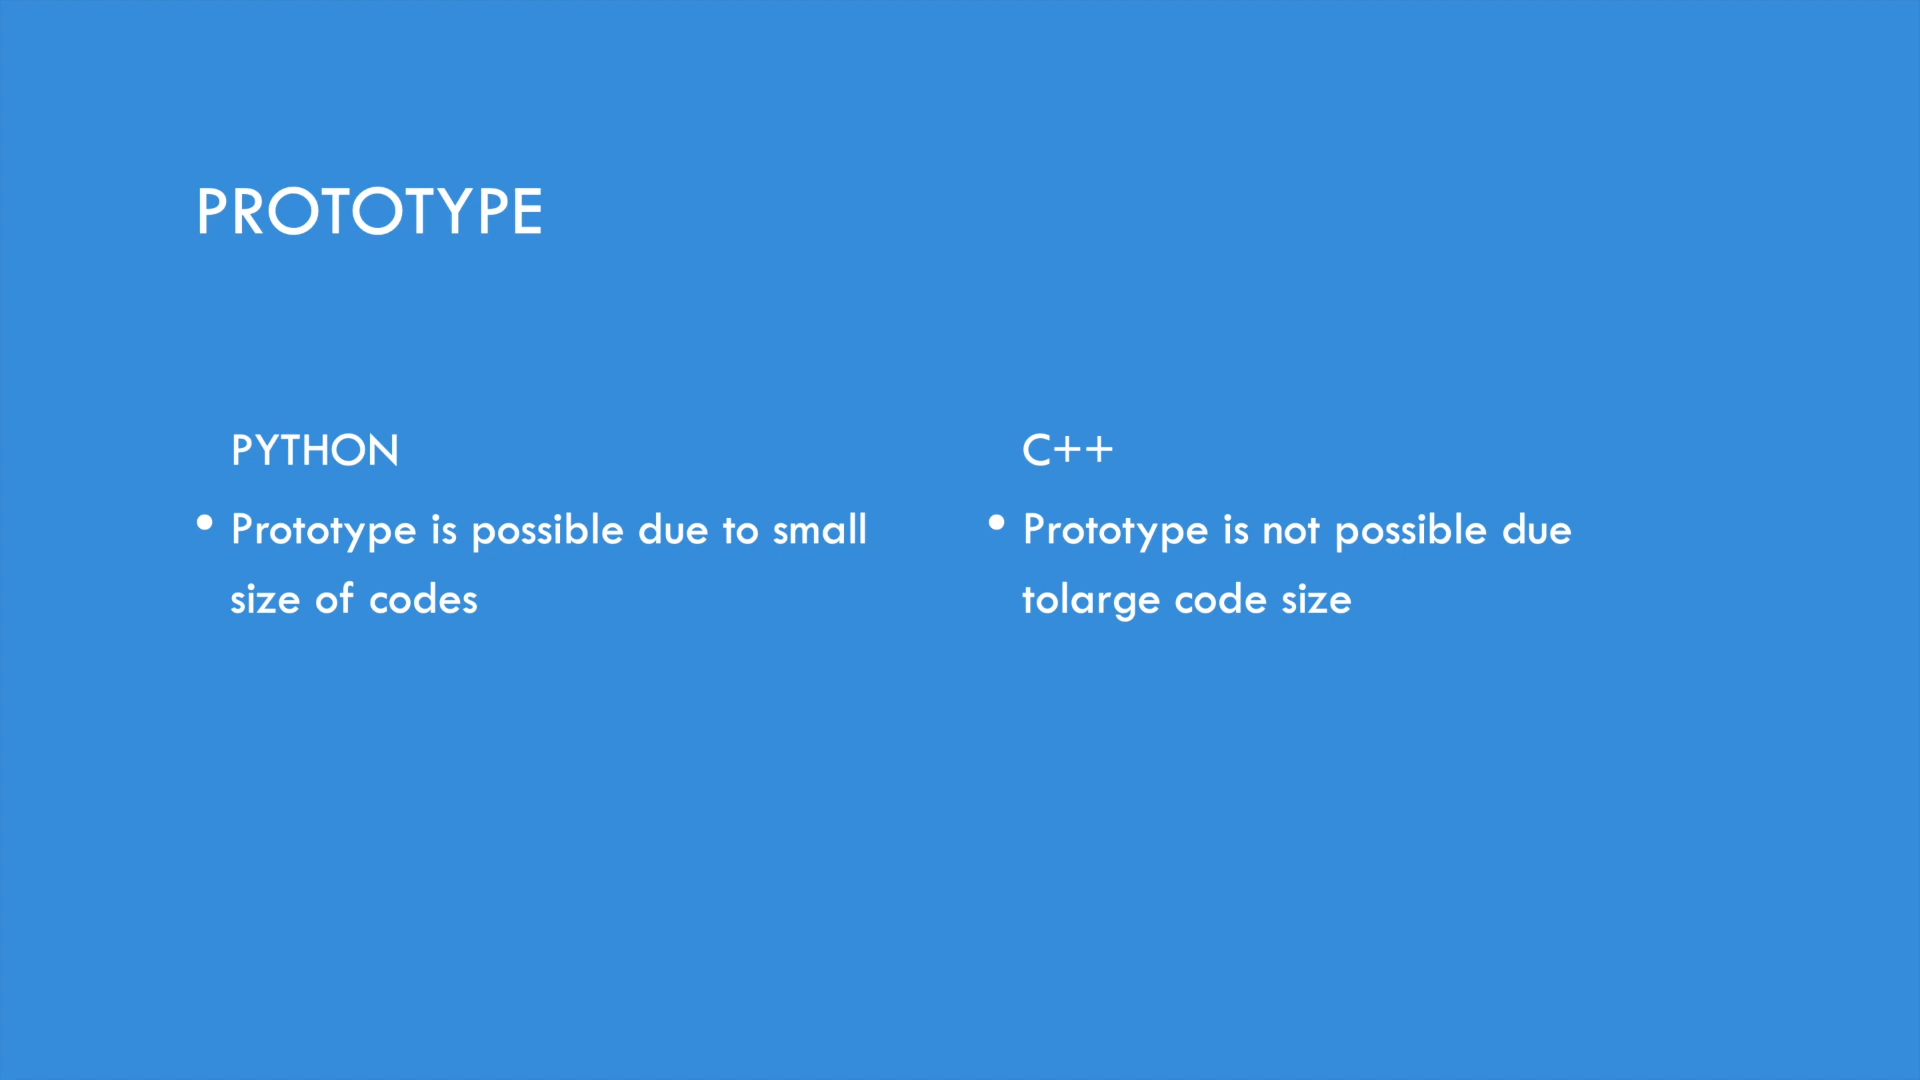 PROTOTYPE
PYTHON
• Prototype is possible due to small
size of codes
C++
• Prototype is not possible due
tolarge code size